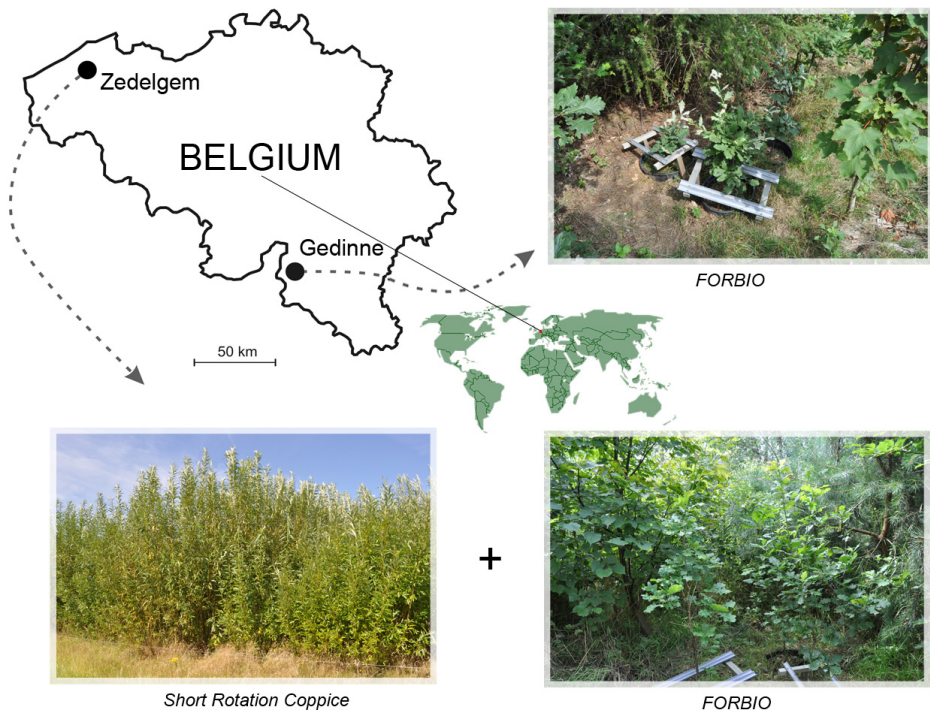 Zedelgem
BELGIUM
Gedinne
FORBIO
50 km
+
Short Rotation Coppice
FORBIO